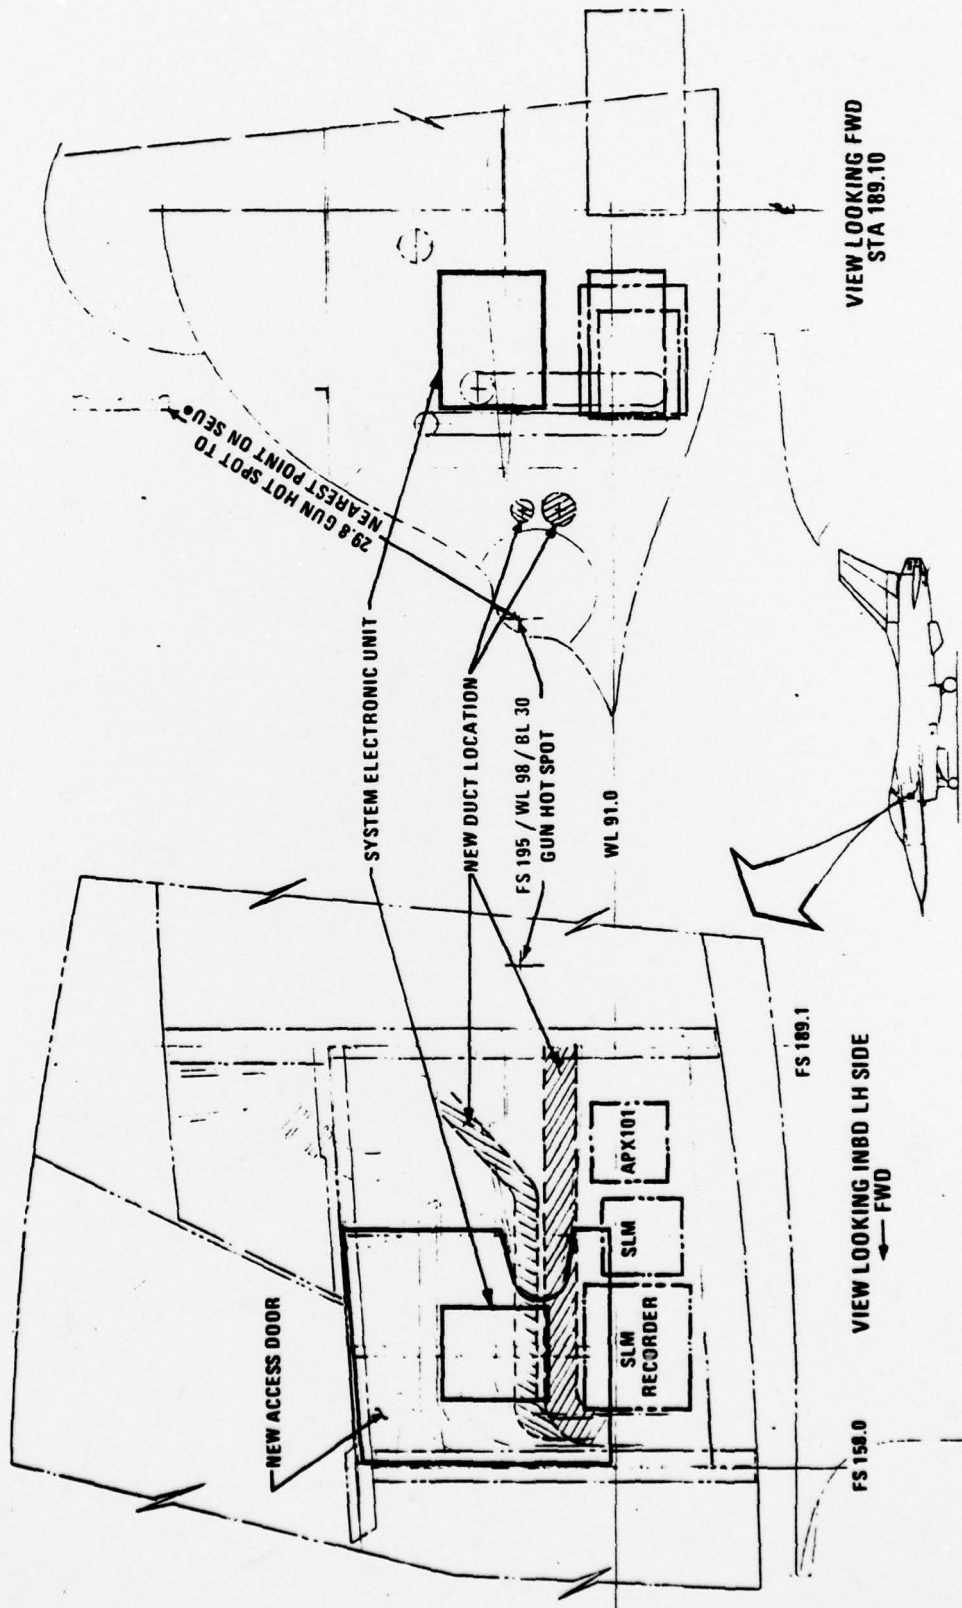 NEW ACCESS DOOR
SYSTEM ELECTRONIC UNIT
29.8 GUN HOT SPOT TO
NEAREST POINT ON SEU
NEW DUCT LOCATION
FS 195 / WL 98 / BL 30
GUN HOT SPOT
WL 91.0
SLM
RECORDER
SLM
APX101
FS 158.0
FS 189.1
VIEW LOOKING INBD LH SIDE
FWD
VIEW LOOKING FWD
STA 189.10